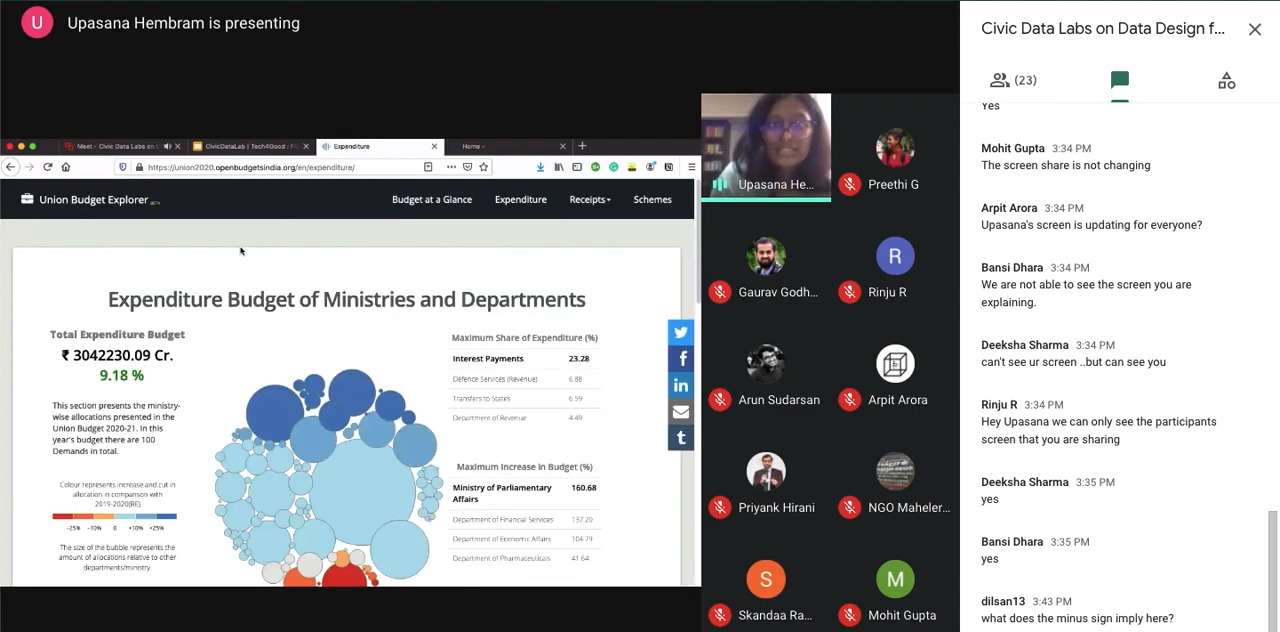 U
Upasana Hembram is presenting
Meet - Civic Data Labs on
CivicDataLab | Tech4Good : Fi
Expenditure
Home -
https://union2020.openbudgetsindia.org/en/expenditure/
Union Budget Explorer BETA
Budget at a Glance
Expenditure
Receipts
Schemes
Expenditure Budget of Ministries and Departments
Total Expenditure Budget
₹ 3042230.09 Cr.
9.18 %
This section presents the ministry-
wise allocations presented in the
Union Budget 2020-21. In this
year's budget there are 100
Demands in total.
Colour represents increase and cut in
allocation in comparison with
2019-2020(BE)
-25% -10% 0 +10% +25%
The size of the bubble represents the
amount of allocations relative to other
departments/ministry.
Maximum Share of Expenditure (%)
Interest Payments 23.28
Defence Services (Revenue) 6.88
Transfers to States 6.59
Department of Revenue 4.49
Maximum Increase in Budget (%)
Ministry of Parliamentary 160.68
Affairs
Department of Financial Services 137.20
Department of Economic Affairs 104.79
Department of Pharmaceuticals 41.64
Upasana He...
Preethi G
Gaurav Godh...
R
Rinju R
Arun Sudarsan
Arpit Arora
Priyank Hirani
NGO Maheler...
S
Skandaa Ra...
M
Mohit Gupta
Civic Data Labs on Data Design f...
(23)
Yes
Mohit Gupta 3:34 PM
The screen share is not changing
Arpit Arora 3:34 PM
Upasana's screen is updating for everyone?
Bansi Dhara 3:34 PM
We are not able to see the screen you are
explaining.
Deeksha Sharma 3:34 PM
can't see ur screen ..but can see you
Rinju R 3:34 PM
Hey Upasana we can only see the participants
screen that you are sharing
Deeksha Sharma 3:35 PM
yes
Bansi Dhara 3:35 PM
yes
dilsan13 3:43 PM
what does the minus sign imply here?